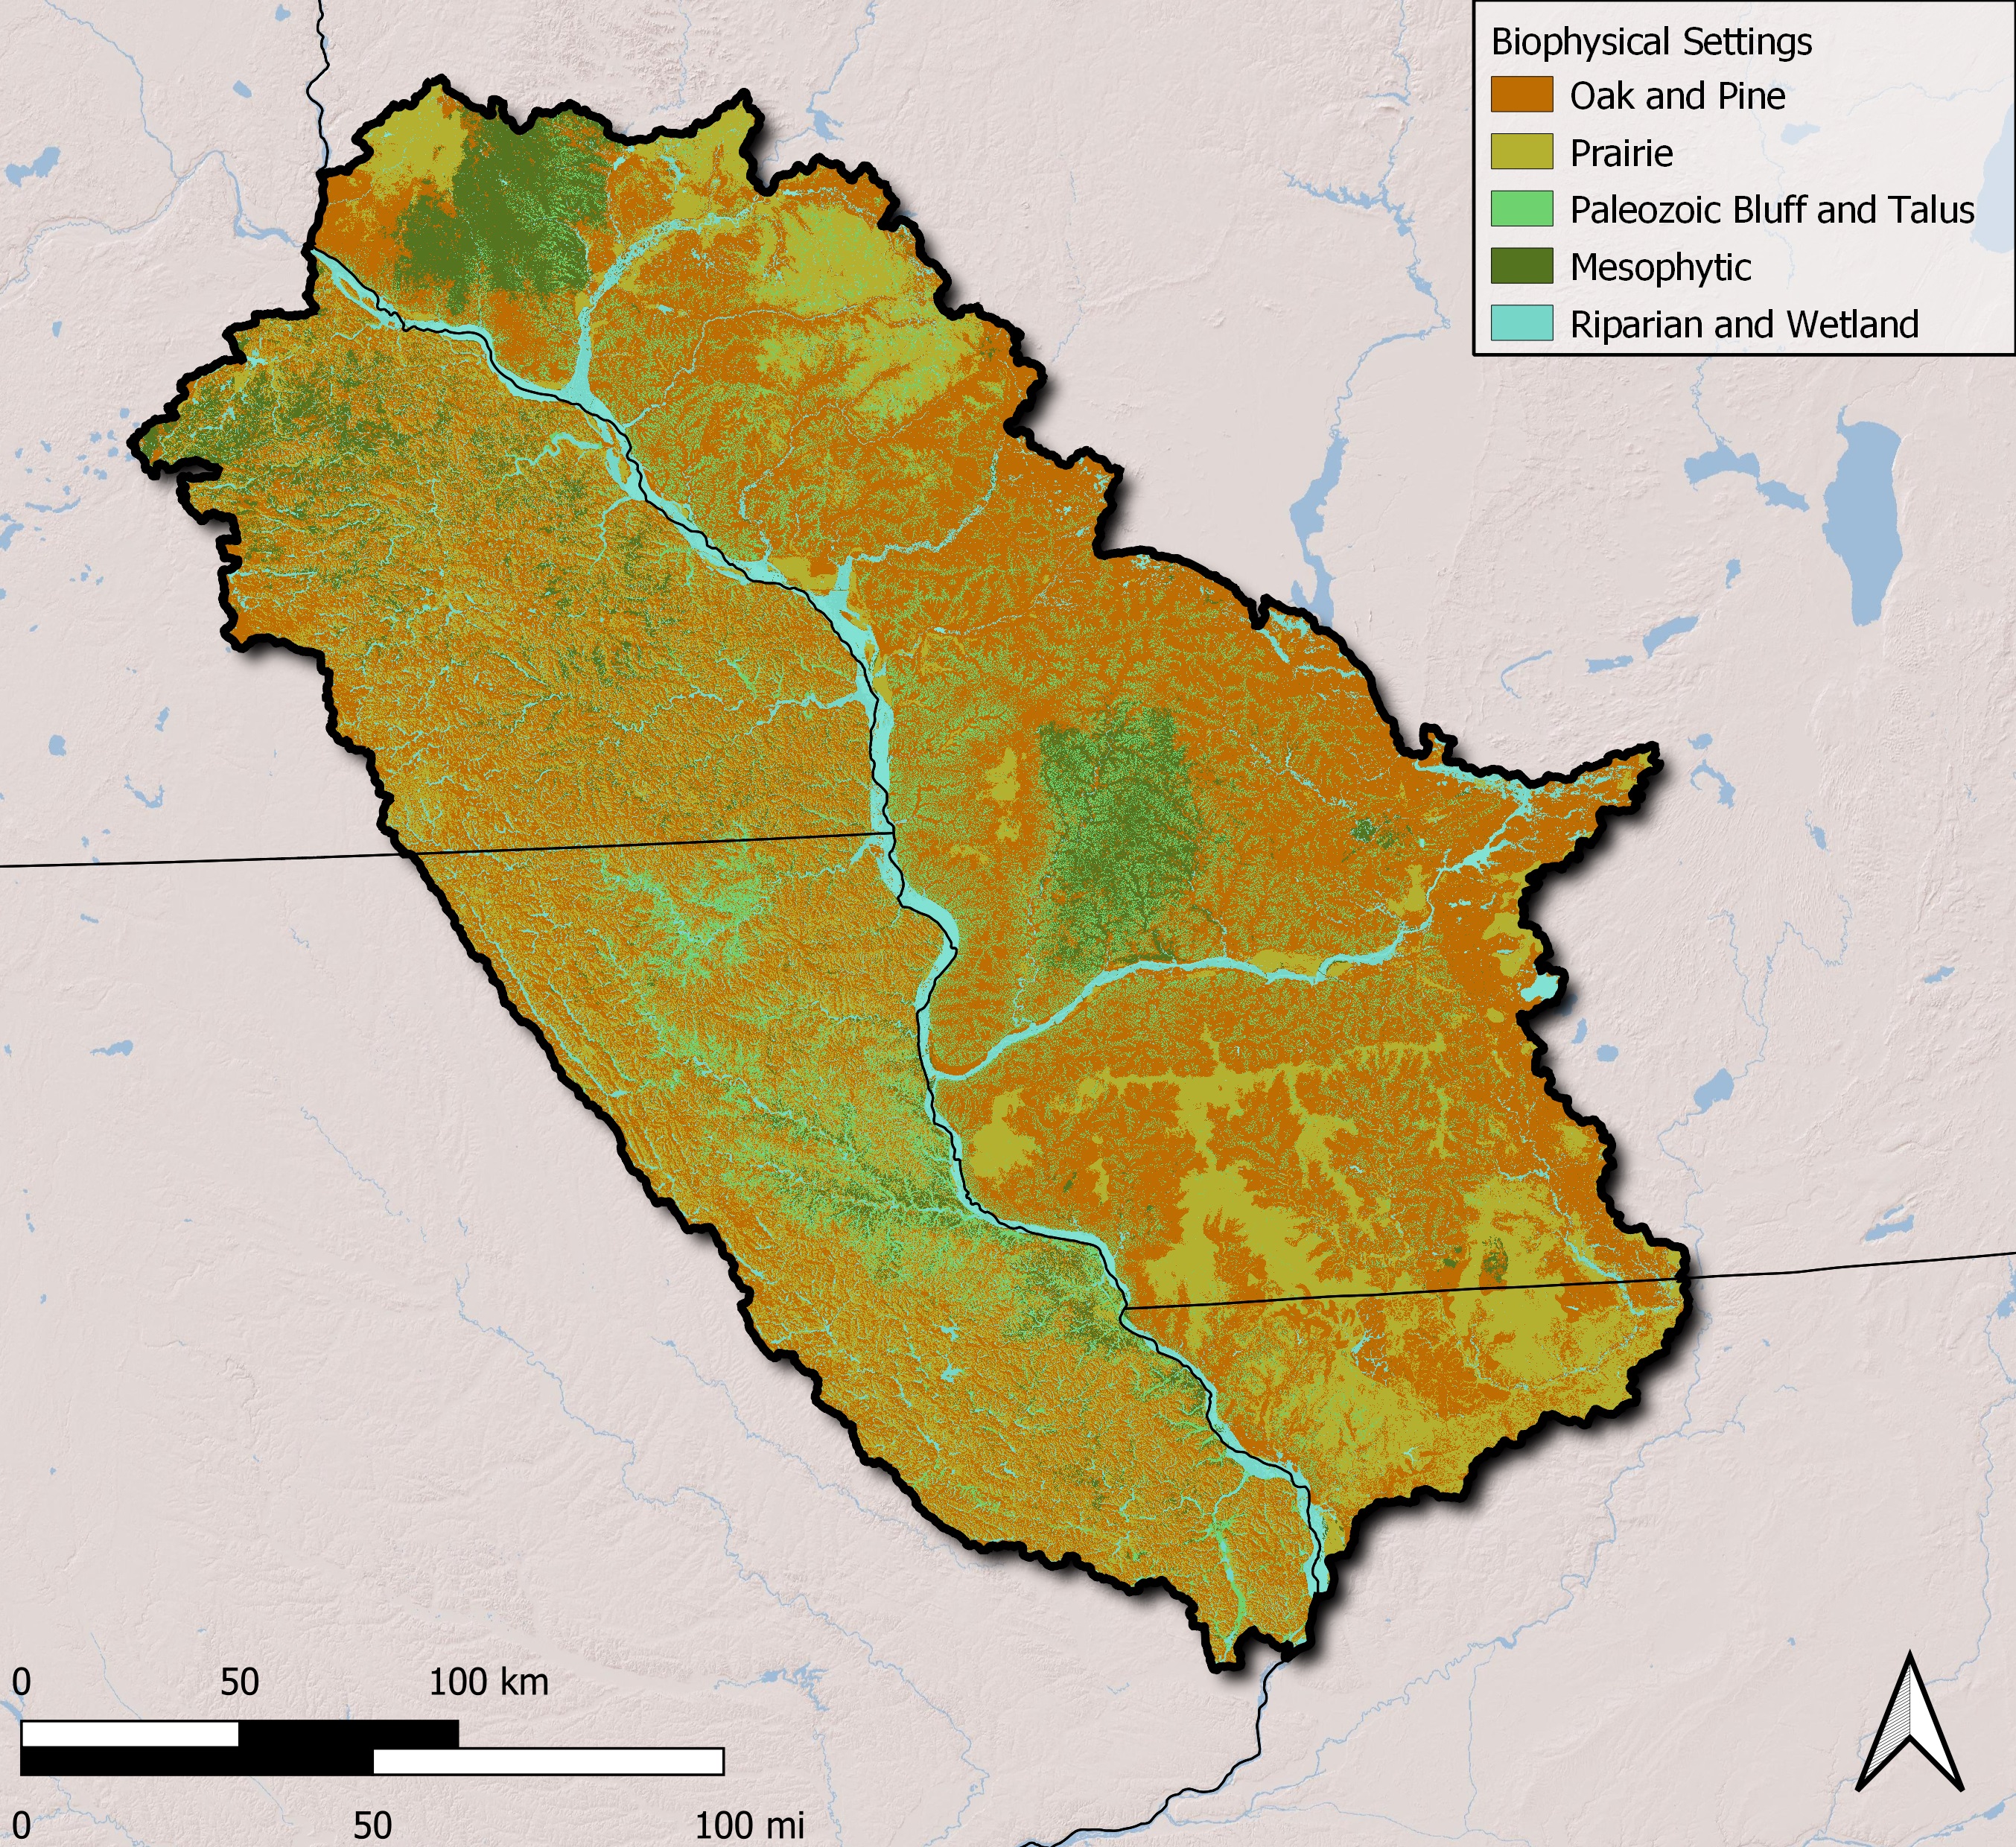 Biophysical Settings
Oak and Pine
Prairie
Paleozoic Bluff and Talus
Mesophytic
Riparian and Wetland
0 50 100 km
0 50 100 mi